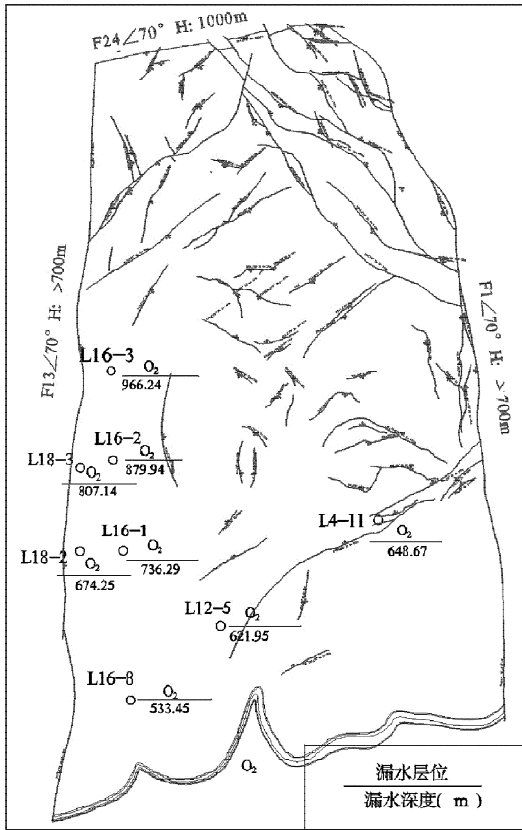 F24∠70° H: 1000m
F13∠70° H: >700m
F1∠70° H: >700m
L16-3
O₂
966.24
L16-2
O₂
879.94
L18-3
O₂
807.14
L4-11
O₂
648.67
L16-1
O₂
736.29
L18-2
O₂
674.25
L12-5
O₂
621.95
L16-8
O₂
533.45
O₂
漏水层位
漏水深度( m )